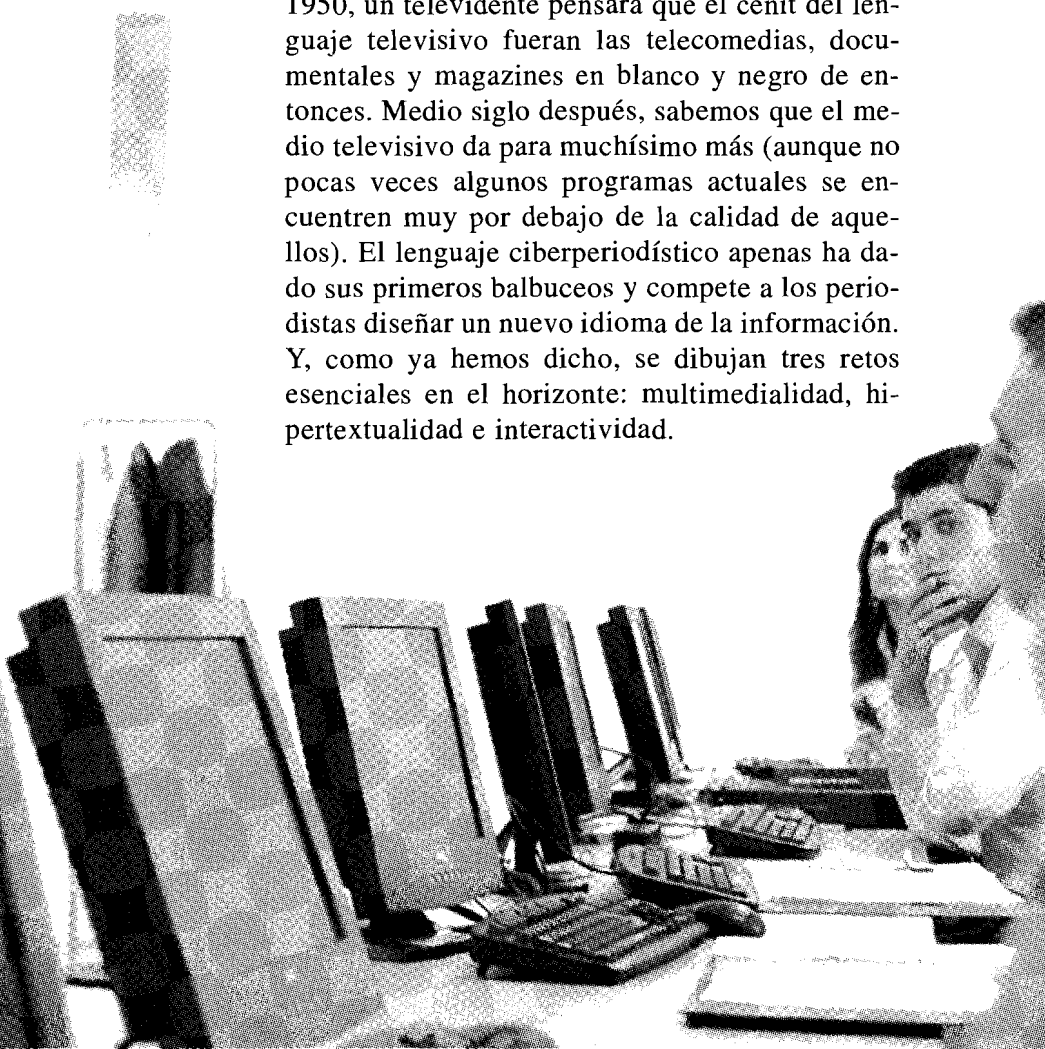 1950, un televidente pensara que el cenit del len-
guaje televisivo fueran las telecomedias, docu-
mentales y magazines en blanco y negro de en-
tonces. Medio siglo después, sabemos que el me-
dio televisivo da para muchísimo más (aunque no
pocas veces algunos programas actuales se en-
cuentren muy por debajo de la calidad de aque-
llos). El lenguaje ciberperiodístico apenas ha da-
do sus primeros balbuceos y compete a los perio-
distas diseñar un nuevo idioma de la información.
Y, como ya hemos dicho, se dibujan tres retos
esenciales en el horizonte: multimedialidad, hi-
pertextualidad e interactividad.